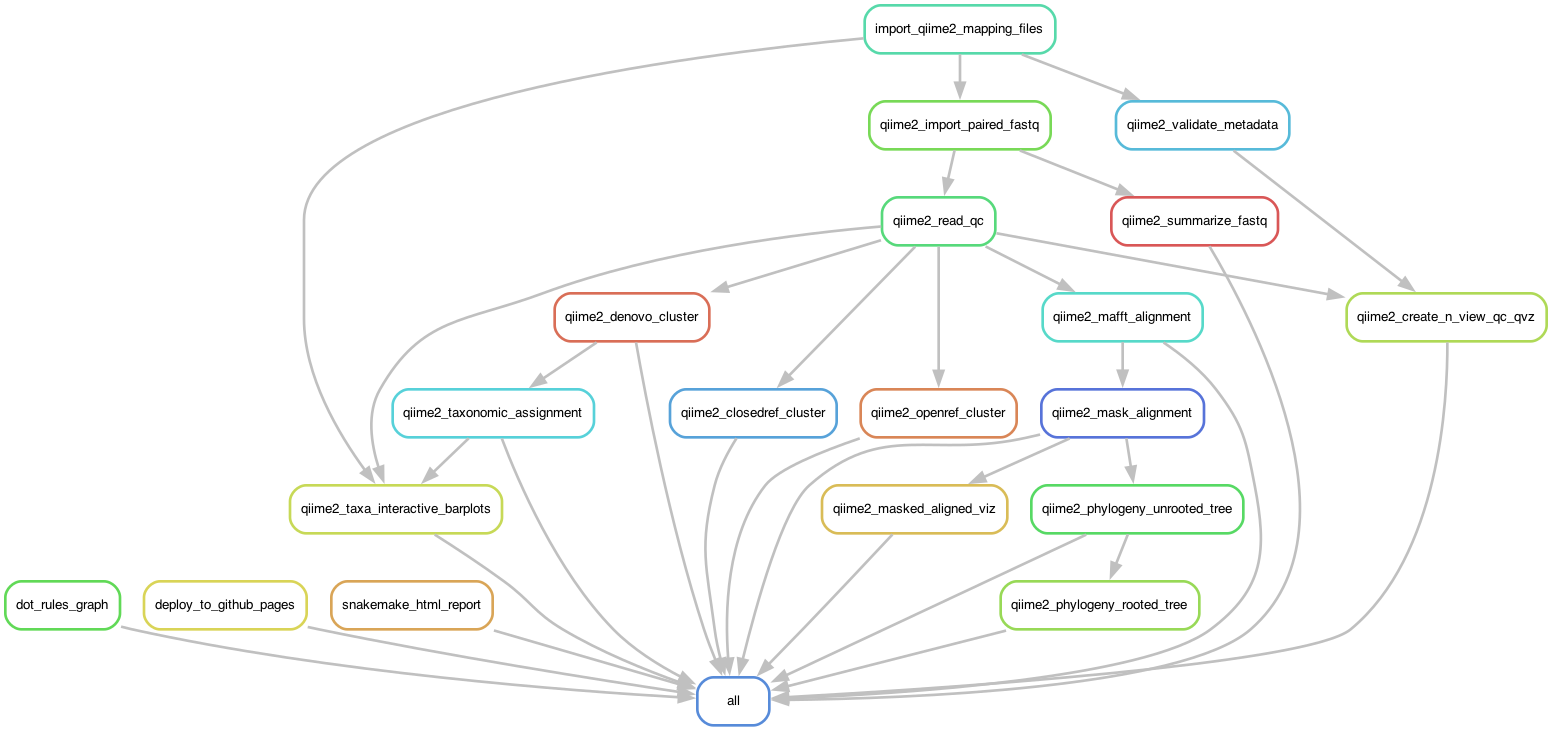 import_qiime2_mapping_files
qiime2_import_paired_fastq
qiime2_validate_metadata
qiime2_read_qc
qiime2_summarize_fastq
qiime2_denovo_cluster
qiime2_mafft_alignment
qiime2_create_n_view_qc_qvz
qiime2_taxonomic_assignment
qiime2_closedref_cluster
qiime2_openref_cluster
qiime2_mask_alignment
qiime2_taxa_interactive_barplots
qiime2_masked_aligned_viz
qiime2_phylogeny_unrooted_tree
dot_rules_graph
deploy_to_github_pages
snakemake_html_report
qiime2_phylogeny_rooted_tree
all